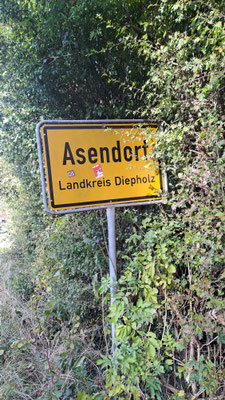 Asendorf
Landkreis Diepholz